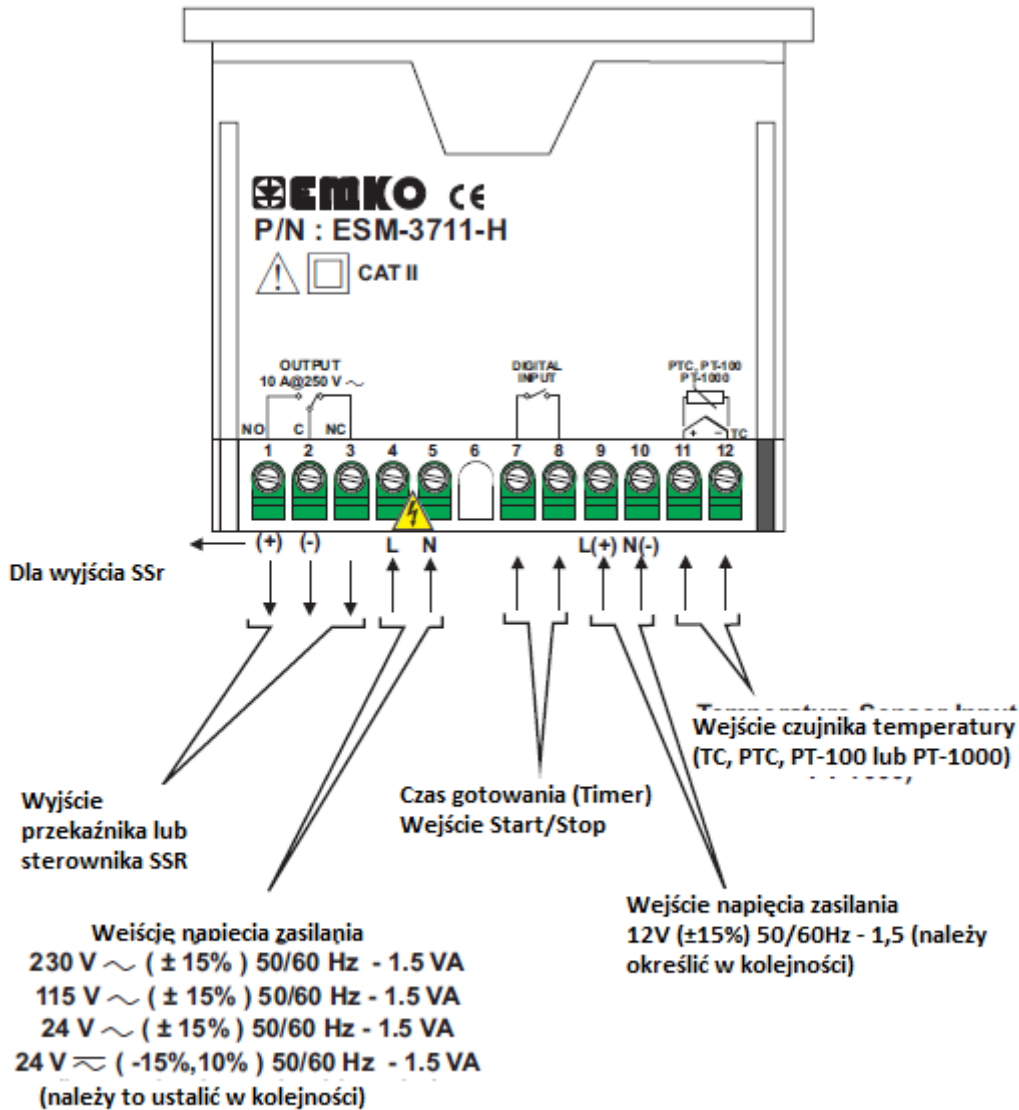 EMKO CE
P/N : ESM-3711-H
CAT II
OUTPUT
10 A@250 V ~
DIGITAL
INPUT
PTC, PT-100
PT-1000
NO C NC
+ - TC
1 2 3 4 5 6 7 8 9 10 11 12
(+) (-) L N L(+) N(-)
Dla wyjścia SSr
Wejście czujnika temperatury
(TC, PTC, PT-100 lub PT-1000)
Wyjście
przekaźnika lub
sterownika SSR
Czas gotowania (Timer)
Wejście Start/Stop
Wejście napięcia zasilania
12V (±15%) 50/60Hz - 1,5 (należy
określić w kolejności)
Wejście napięcia zasilania
230 V ~ ( ± 15% ) 50/60 Hz - 1.5 VA
115 V ~ ( ± 15% ) 50/60 Hz - 1.5 VA
24 V ~ ( ± 15% ) 50/60 Hz - 1.5 VA
24 V ⏦ ( -15%,10% ) 50/60 Hz - 1.5 VA
(należy to ustalić w kolejności)